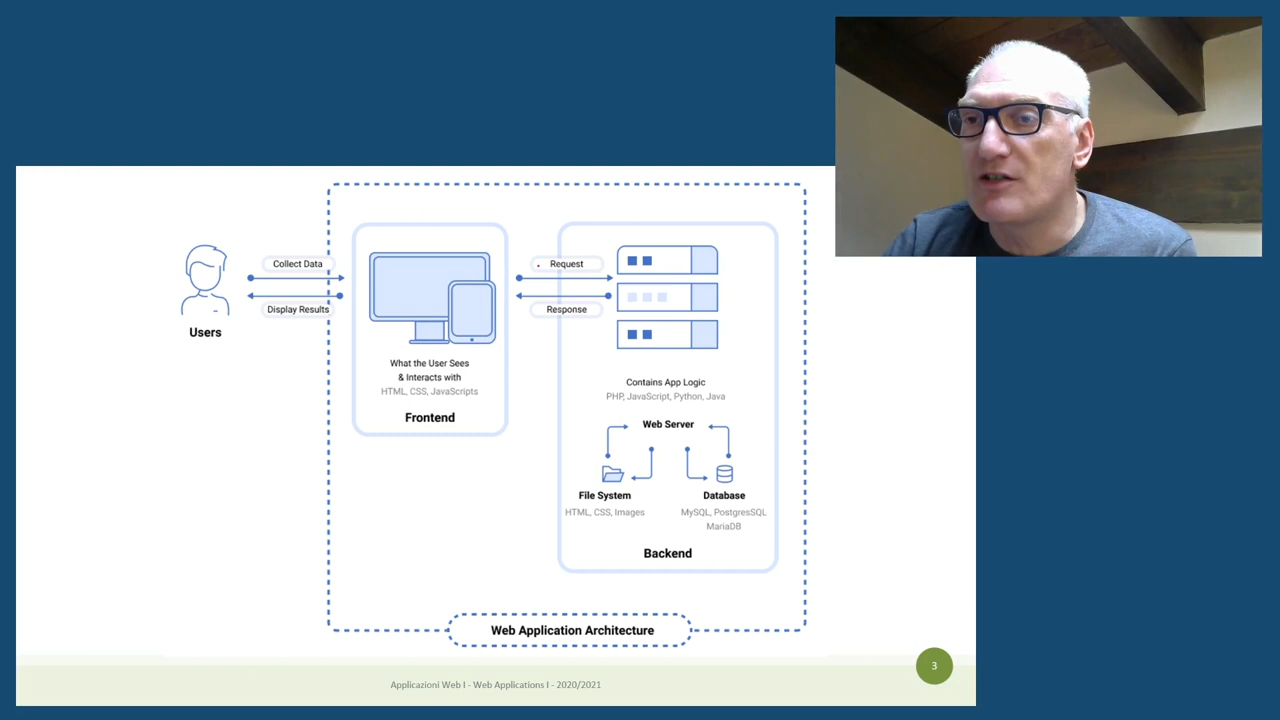 Collect Data
Display Results
Users
Request
Response
What the User Sees
& Interacts with
HTML, CSS, JavaScripts
Frontend
Contains App Logic
PHP, JavaScript, Python, Java
Web Server
File System
HTML, CSS, Images
Database
MySQL, PostgresSQL
MariaDB
Backend
Web Application Architecture
Applicazioni Web I - Web Applications I - 2020/2021
3